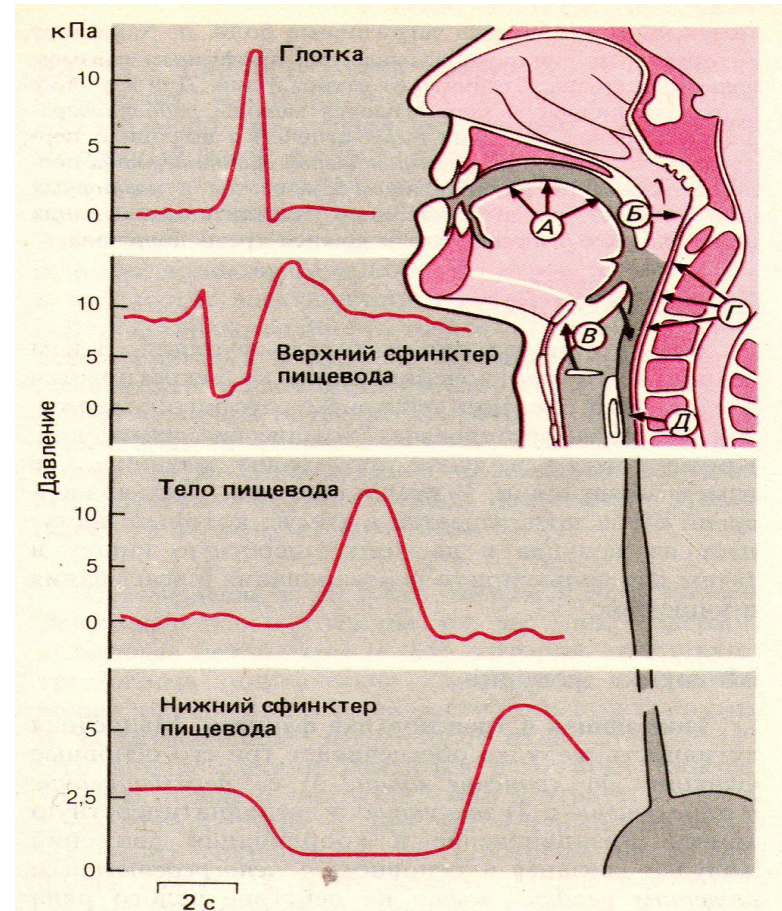 кПа
Глотка
10
5
0
А
Б
В
Г
Д
10
5
0
Верхний сфинктер
пищевода
Давление
Тело пищевода
10
5
0
Нижний сфинктер
пищевода
5
2,5
0
2 с